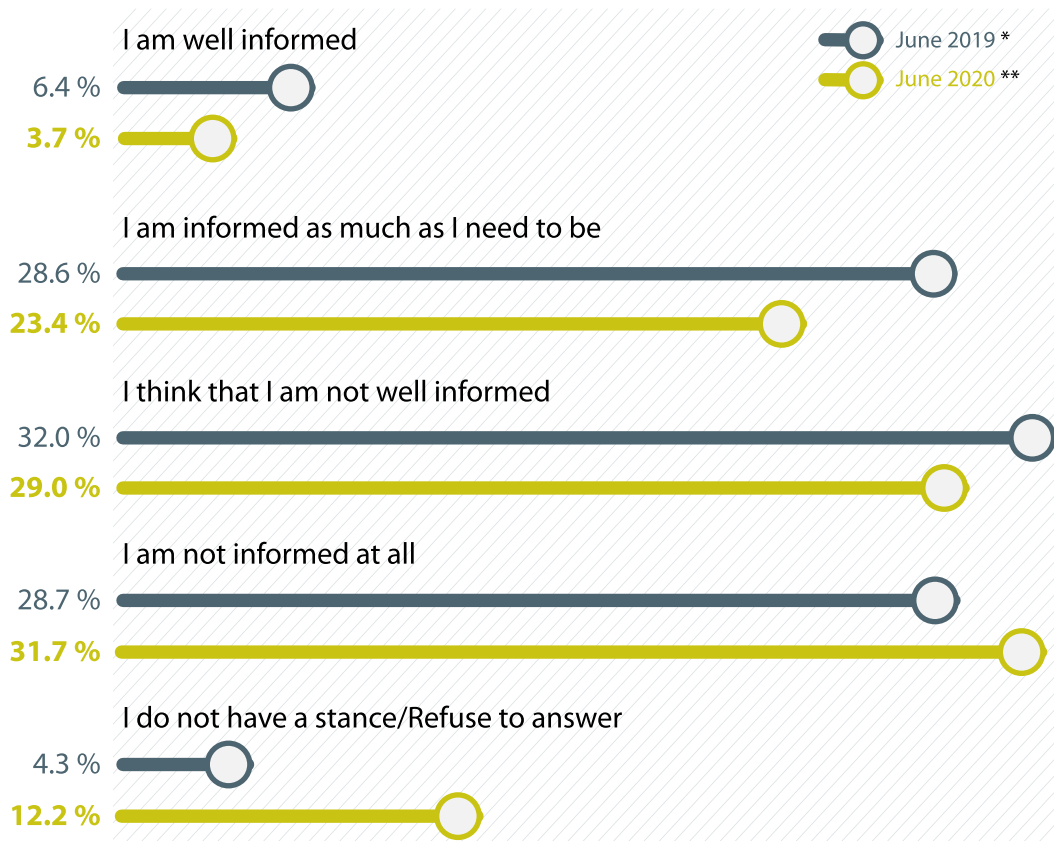 I am well informed
June 2019 *
6.4 %
June 2020 **
3.7 %
I am informed as much as I need to be
28.6 %
23.4 %
I think that I am not well informed
32.0 %
29.0 %
I am not informed at all
28.7 %
31.7 %
I do not have a stance/Refuse to answer
4.3 %
12.2 %